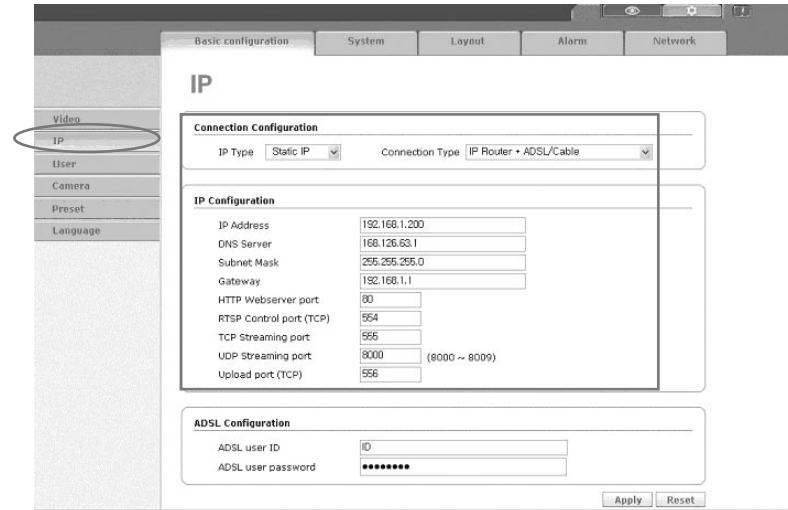 Basic configuration System Layout Alarm Network
IP
Video
IP
User
Camera
Preset
Language
Connection Configuration
IP Type Static IP Connection Type IP Router + ADSL/Cable
IP Configuration
IP Address 192.168.1.200
DNS Server 168.126.63.1
Subnet Mask 255.255.255.0
Gateway 192.168.1.1
HTTP Webserver port 80
RTSP Control port (TCP) 554
TCP Streaming port 555
UDP Streaming port 8000 (8000 ~ 8009)
Upload port (TCP) 556
ADSL Configuration
ADSL user ID ID
ADSL user password ●●●●●●●●
Apply Reset